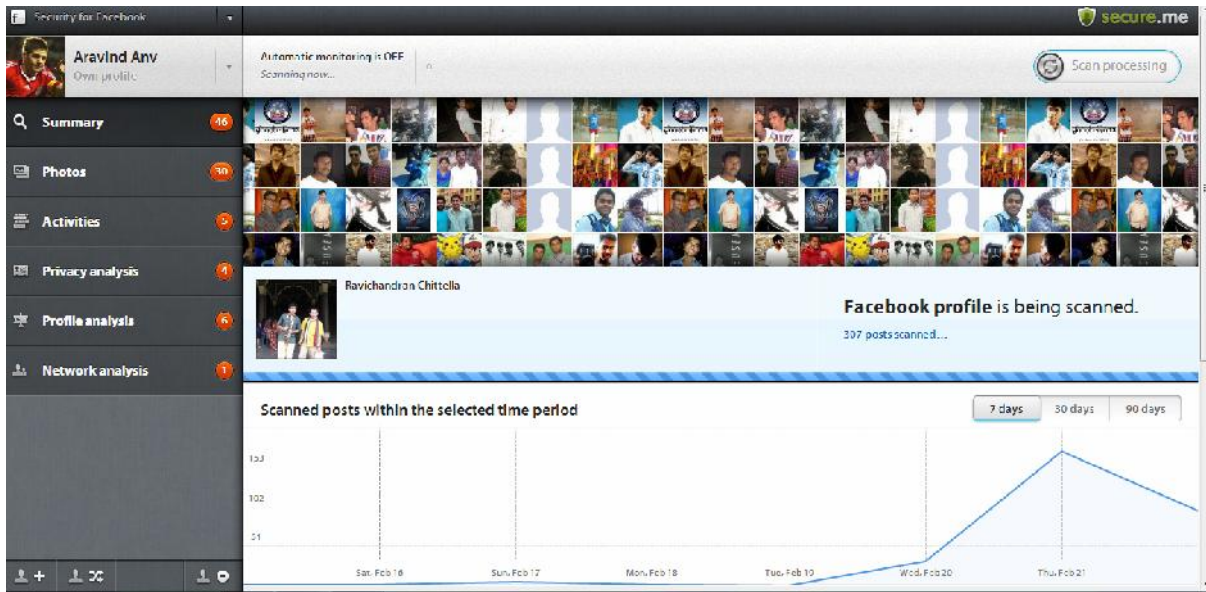 f Security for Facebook
secure.me
Aravind Anv
Own profile
Automatic monitoring is OFF
Scanning now...
Scan processing
Summary 46
Photos 30
Activities 5
Privacy analysis 4
Profile analysis 6
Network analysis 1
Ravichandran Chittella
Facebook profile is being scanned.
307 posts scanned...
Scanned posts within the selected time period
7 days 30 days 90 days
153
102
51
Sat, Feb 16 Sun, Feb 17 Mon, Feb 18 Tue, Feb 19 Wed, Feb 20 Thu, Feb 21